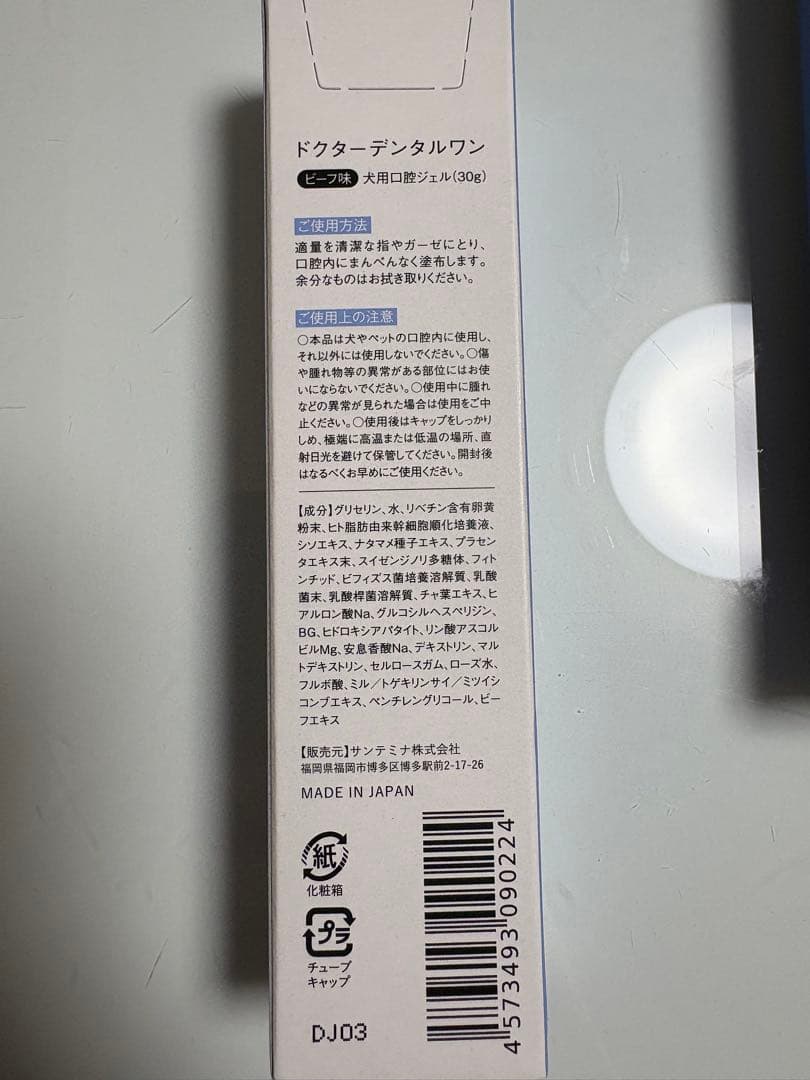 ドクターデンタルワン
ビーフ味 犬用口腔ジェル(30g)
ご使用方法
適量を清潔な指やガーゼにとり、
口腔内にまんべんなく塗布します。
余分なものはお拭き取りください。
ご使用上の注意
○本品は犬やペットの口腔内に使用し、
それ以外には使用しないでください。○傷
や腫れ物等の異常がある部位にはお使
いにならないでください。○使用中に腫れ
などの異常が見られた場合は使用をご中
止ください。○使用後はキャップをしっかり
しめ、極端に高温または低温の場所、直
射日光を避けて保管してください。開封後
はなるべくお早めにご使用ください。
【成分】グリセリン、水、リベチン含有卵黄
粉末、ヒト脂肪由来幹細胞順化培養液、
シソエキス、ナタマメ種子エキス、プラセン
タエキス末、スイゼンジノリ多糖体、フィト
ンチッド、ビフィズス菌培養溶解質、乳酸
菌末、乳酸桿菌溶解質、チャ葉エキス、ヒ
アルロン酸Na、グルコシルヘスペリジン、
BG、ヒドロキシアパタイト、リン酸アスコル
ビルMg、安息香酸Na、デキストリン、マル
トデキストリン、セルロースガム、ローズ水、
フルボ酸、ミル/トゲキリンサイ/ミツイシ
コンブエキス、ペンチレングリコール、ビー
フエキス
【販売元】サンテミナ株式会社
福岡県福岡市博多区博多駅前2-17-26
MADE IN JAPAN
紙
化粧箱
プラ
チューブ
キャップ
DJ03
4573493090224